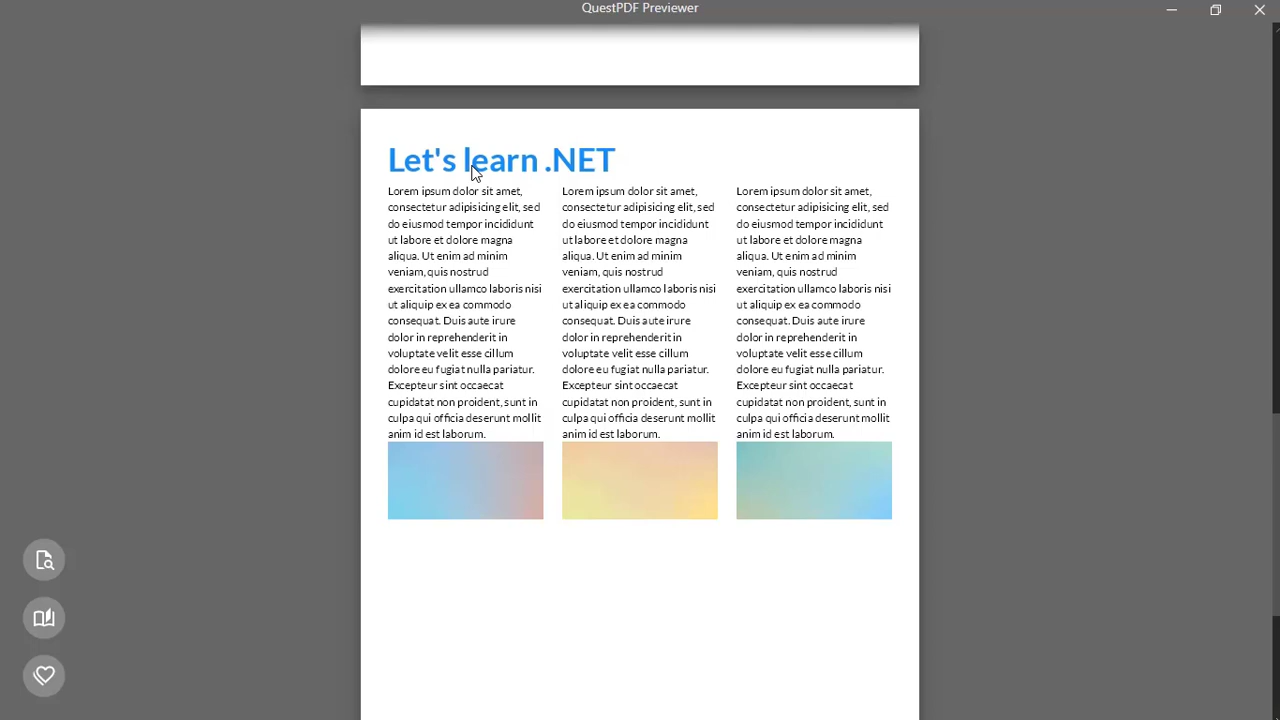 QuestPDF Previewer
Let's learn .NET
Lorem ipsum dolor sit amet,
consectetur adipisicing elit, sed
do eiusmod tempor incididunt
ut labore et dolore magna
aliqua. Ut enim ad minim
veniam, quis nostrud
exercitation ullamco laboris nisi
ut aliquip ex ea commodo
consequat. Duis aute irure
dolor in reprehenderit in
voluptate velit esse cillum
dolore eu fugiat nulla pariatur.
Excepteur sint occaecat
cupidatat non proident, sunt in
culpa qui officia deserunt mollit
anim id est laborum.
Lorem ipsum dolor sit amet,
consectetur adipisicing elit, sed
do eiusmod tempor incididunt
ut labore et dolore magna
aliqua. Ut enim ad minim
veniam, quis nostrud
exercitation ullamco laboris nisi
ut aliquip ex ea commodo
consequat. Duis aute irure
dolor in reprehenderit in
voluptate velit esse cillum
dolore eu fugiat nulla pariatur.
Excepteur sint occaecat
cupidatat non proident, sunt in
culpa qui officia deserunt mollit
anim id est laborum.
Lorem ipsum dolor sit amet,
consectetur adipisicing elit, sed
do eiusmod tempor incididunt
ut labore et dolore magna
aliqua. Ut enim ad minim
veniam, quis nostrud
exercitation ullamco laboris nisi
ut aliquip ex ea commodo
consequat. Duis aute irure
dolor in reprehenderit in
voluptate velit esse cillum
dolore eu fugiat nulla pariatur.
Excepteur sint occaecat
cupidatat non proident, sunt in
culpa qui officia deserunt mollit
anim id est laborum.